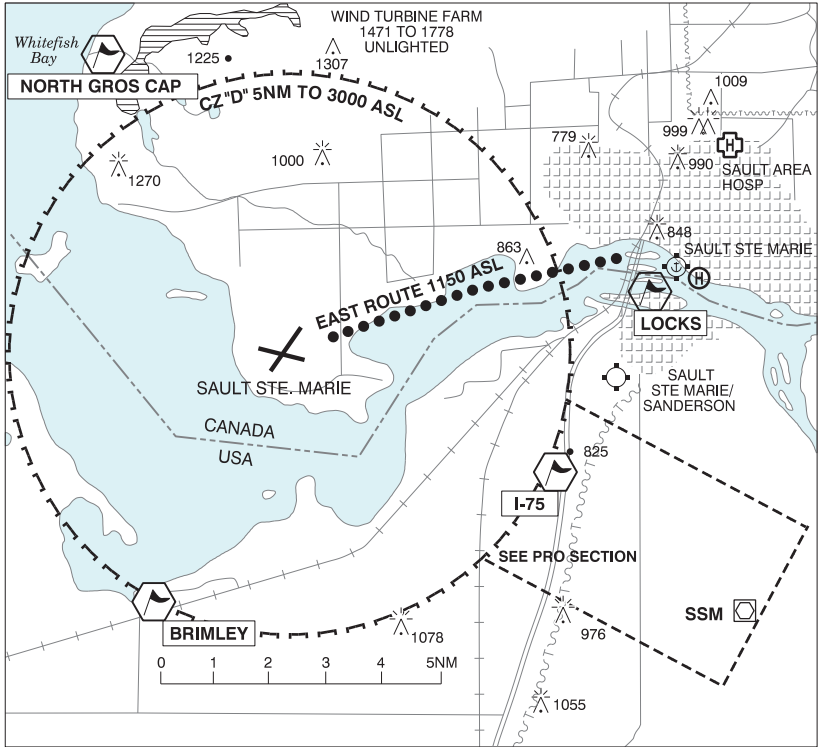 WIND TURBINE FARM
1471 TO 1778
UNLIGHTED
Whitefish
Bay
1225
1307
NORTH GROS CAP
CZ "D" 5NM TO 3000 ASL
1009
999
779
1000
990
H
1270
SAULT AREA
HOSP
848
863
SAULT STE MARIE
H
EAST ROUTE 1150 ASL
LOCKS
SAULT STE. MARIE
SAULT
STE MARIE/
SANDERSON
CANADA
USA
825
I-75
SEE PRO SECTION
SSM
BRIMLEY
1078
976
0 1 2 3 4 5NM
1055